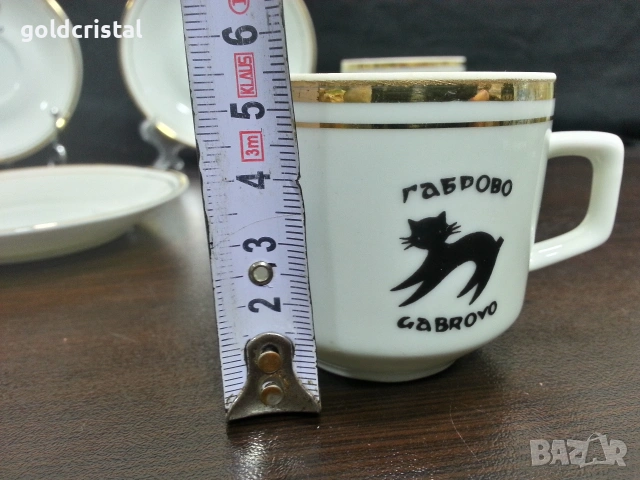 goldcristal
6
KLAUS
5
3m
4
3
2
ГАБРОВО
GABROVO
BAZAR